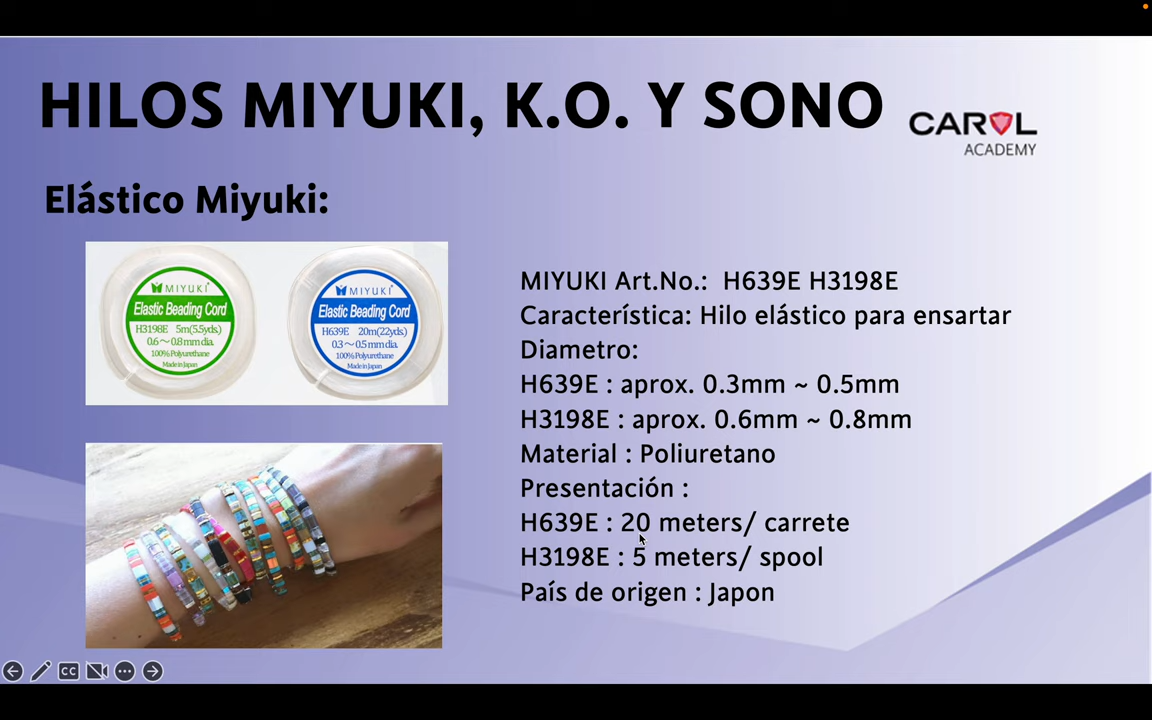 HILOS MIYUKI, K.O. Y SONO
CAROL
ACADEMY
Elástico Miyuki:
MIYUKI
Elastic Beading Cord
H3198E 5m(5.5yds.)
0.6～0.8mm dia.
100% Polyurethane
Made in Japan
MIYUKI
Elastic Beading Cord
H639E 20m(22yds.)
0.3～0.5mm dia.
100% Polyurethane
Made in Japan
MIYUKI Art.No.: H639E H3198E
Característica: Hilo elástico para ensartar
Diametro:
H639E : aprox. 0.3mm ~ 0.5mm
H3198E : aprox. 0.6mm ~ 0.8mm
Material : Poliuretano
Presentación :
H639E : 20 meters/ carrete
H3198E : 5 meters/ spool
País de origen : Japon
CC